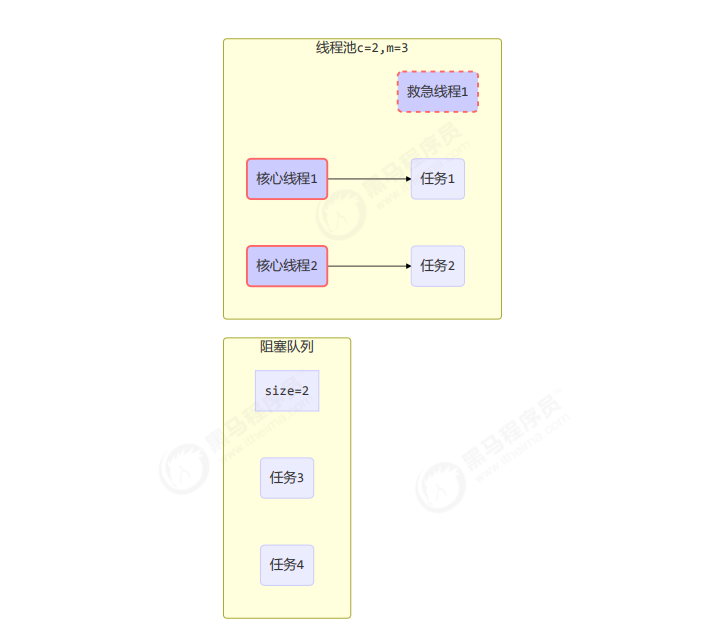 线程池c=2,m=3
救急线程1
核心线程1
任务1
核心线程2
任务2
阻塞队列
size=2
任务3
任务4
黑马程序员
www.itheima.com
黑马程序员
www.itheima.com
黑马程序员
www.itheima.com